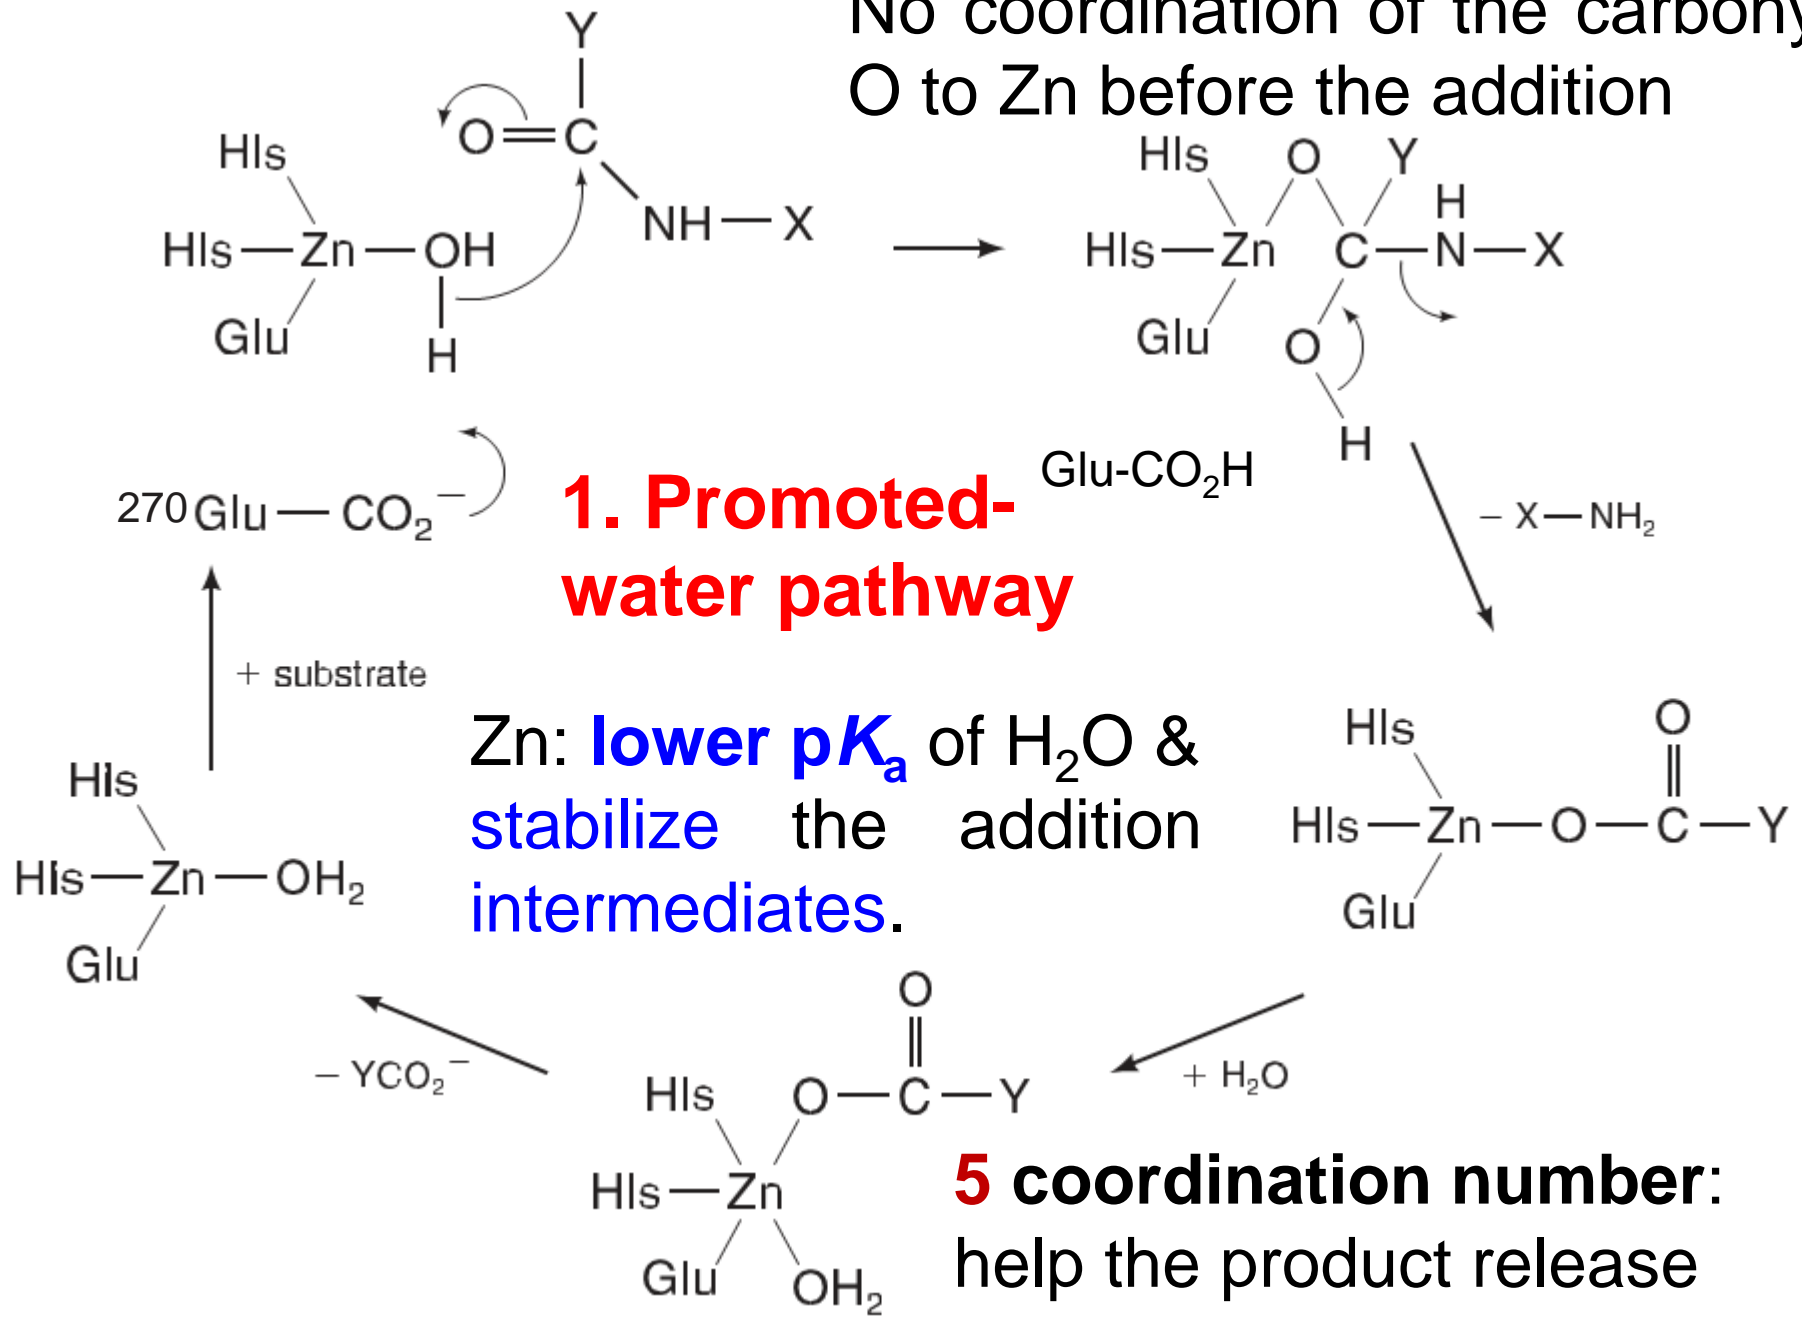 No coordination of the carbony
O to Zn before the addition
Y
O=C
NH—X
HIs
HIs—Zn—OH
Glu
H
HIs O Y
H
HIs—Zn C—N—X
Glu O
H
270Glu—CO₂⁻
1. Promoted-
water pathway
Glu-CO₂H
− X—NH₂
+ substrate
Zn: lower pKₐ of H₂O &
stabilize the addition
intermediates.
HIs
HIs—Zn—OH₂
Glu
HIs O
HIs—Zn—O—C—Y
Glu
− YCO₂⁻
+ H₂O
O
HIs O—C—Y
HIs—Zn
Glu OH₂
5 coordination number:
help the product release